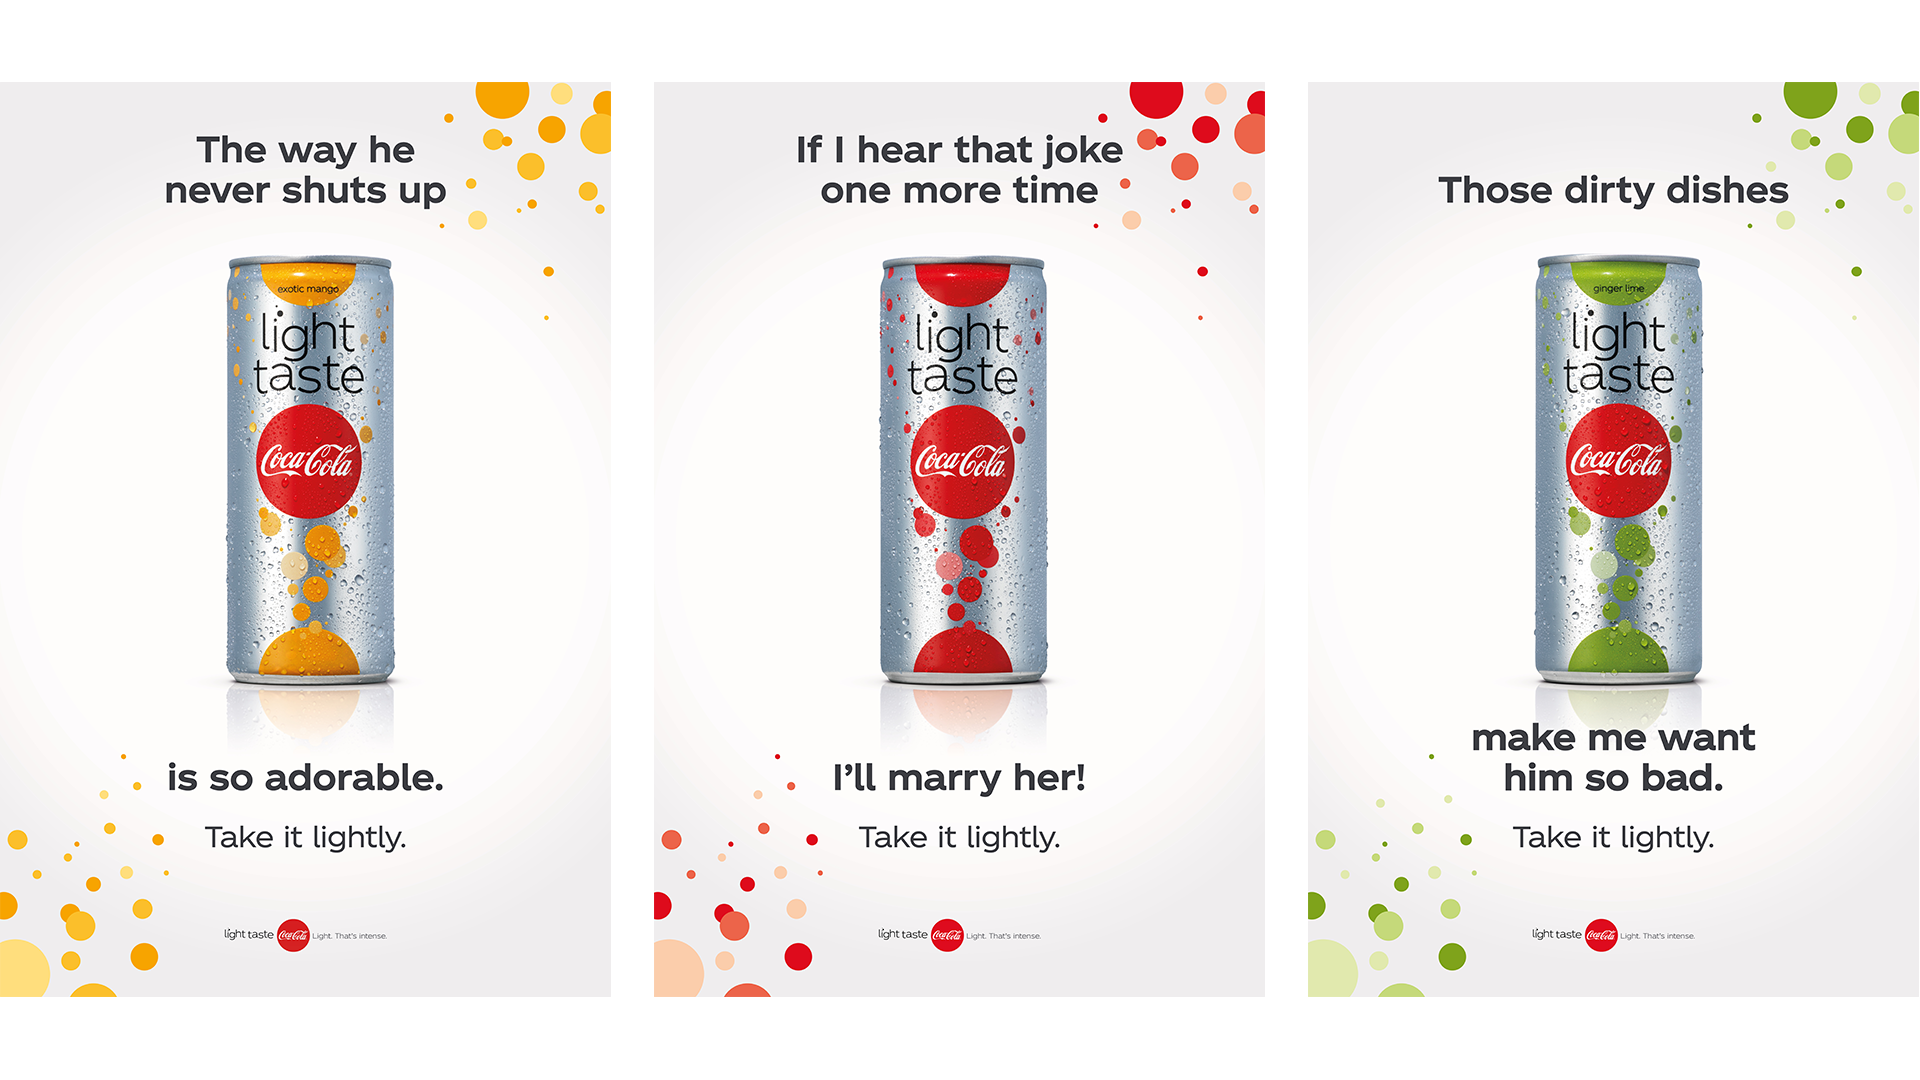 The way he
never shuts up
exotic mango
light
taste
Coca-Cola
is so adorable.
Take it lightly.
light taste Coca-Cola Light. That's intense.
If I hear that joke
one more time
light
taste
Coca-Cola
I'll marry her!
Take it lightly.
light taste Coca-Cola Light. That's intense.
Those dirty dishes
ginger lime
light
taste
Coca-Cola
make me want
him so bad.
Take it lightly.
light taste Coca-Cola Light. That's intense.